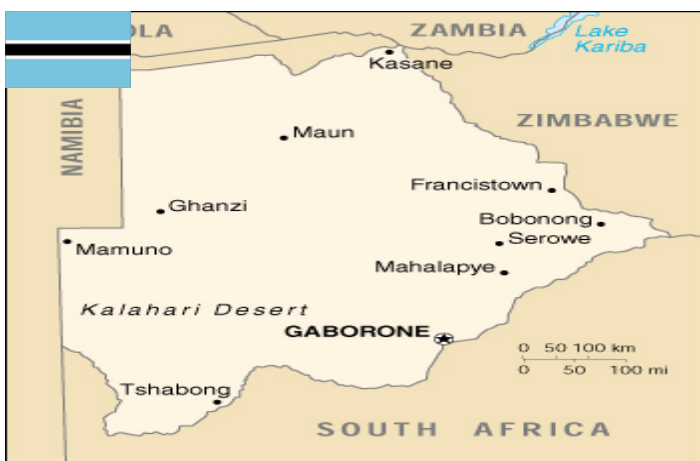 OLA
ZAMBIA
Lake
Kariba
Kasane
NAMIBIA
ZIMBABWE
Maun
Francistown
Ghanzi
Bobonong
Serowe
Mamuno
Mahalapye
Kalahari Desert
GABORONE
0 50 100 km
0 50 100 mi
Tshabong
SOUTH AFRICA